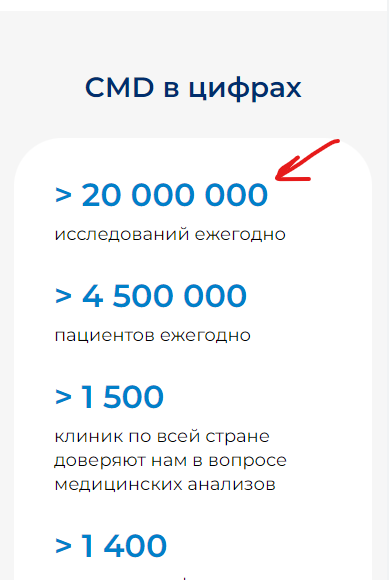 CMD в цифрах
> 20 000 000
исследований ежегодно
> 4 500 000
пациентов ежегодно
> 1 500
клиник по всей стране
доверяют нам в вопросе
медицинских анализов
> 1 400